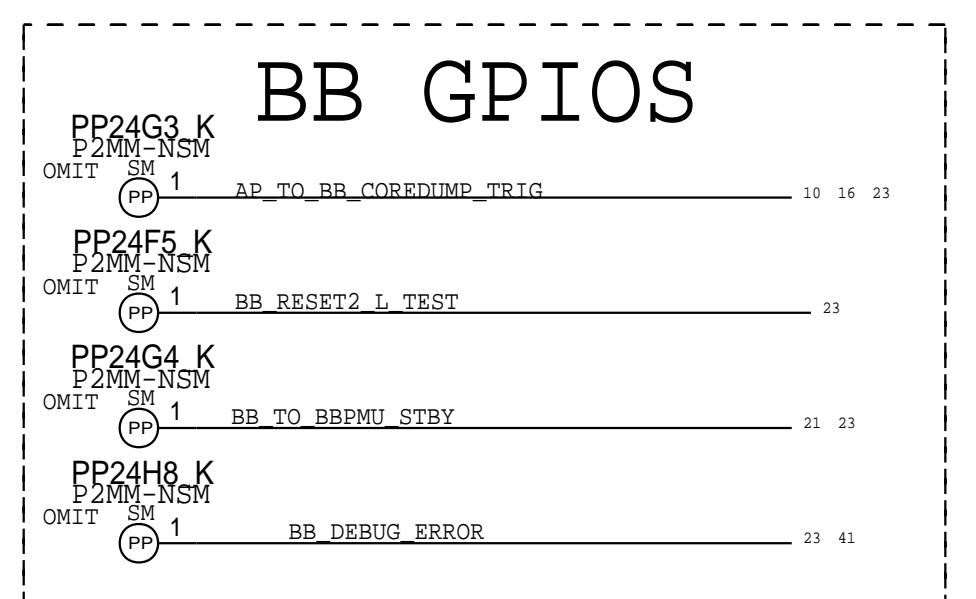 BB GPIOS
PP24G3_K
P2MM-NSM
OMIT SM 1
PP AP_TO_BB_COREDUMP_TRIG 10 16 23
PP24F5_K
P2MM-NSM
OMIT SM 1
PP BB_RESET2_L_TEST 23
PP24G4_K
P2MM-NSM
OMIT SM 1
PP BB_TO_BBPMU_STBY 21 23
PP24H8_K
P2MM-NSM
OMIT SM 1
PP BB_DEBUG_ERROR 23 41